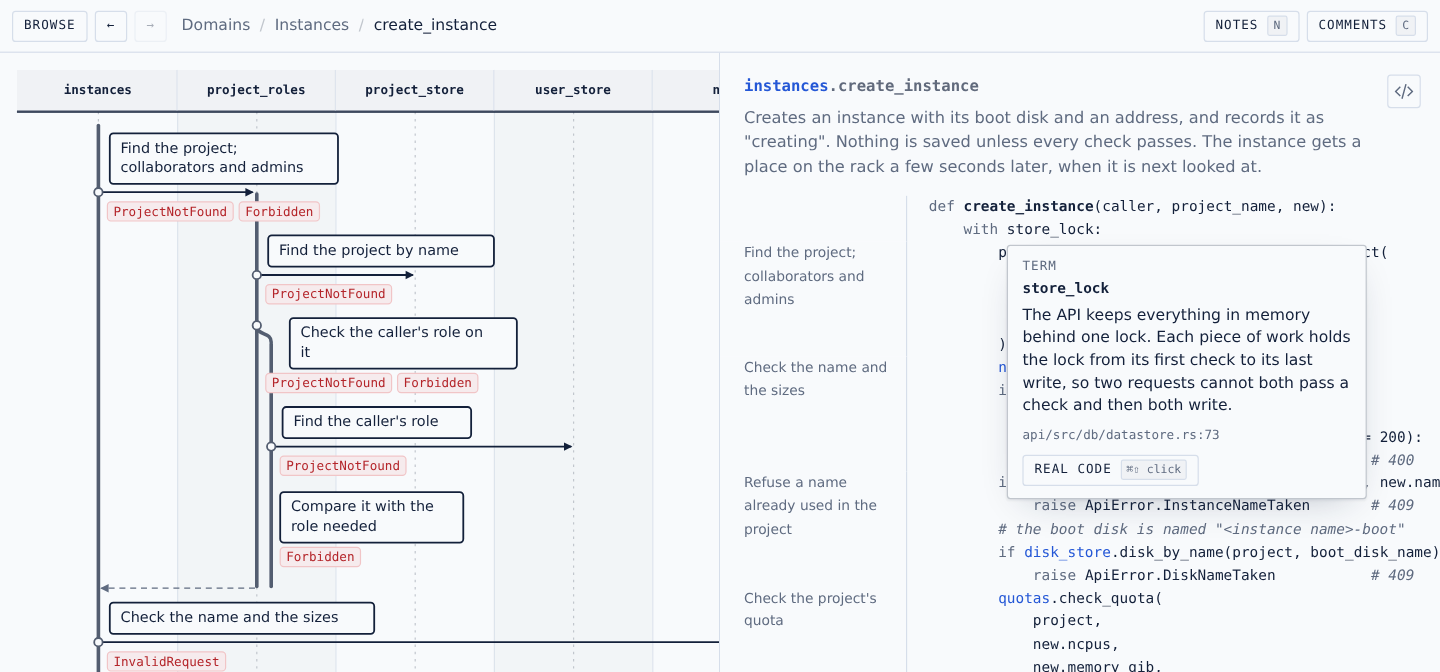 BROWSE ← → Domains / Instances / create_instance NOTES N COMMENTS C
instances project_roles project_store user_store
Find the project;
collaborators and admins
ProjectNotFound Forbidden
Find the project by name
ProjectNotFound
Check the caller's role on
it
ProjectNotFound Forbidden
Find the caller's role
ProjectNotFound
Compare it with the
role needed
Forbidden
Check the name and the sizes
InvalidRequest
instances.create_instance
</>
Creates an instance with its boot disk and an address, and records it as
"creating". Nothing is saved unless every check passes. The instance gets a
place on the rack a few seconds later, when it is next looked at.
def create_instance(caller, project_name, new):
with store_lock:
Find the project;
collaborators and
admins
ct(
)
Check the name and
the sizes
= 200):
# 400
Refuse a name
already used in the
project
, new.nam
raise ApiError.InstanceNameTaken # 409
# the boot disk is named "<instance name>-boot"
if disk_store.disk_by_name(project, boot_disk_name)
raise ApiError.DiskNameTaken # 409
Check the project's
quota
quotas.check_quota(
project,
new.ncpus,
new.memory_gib,
TERM
store_lock
The API keeps everything in memory
behind one lock. Each piece of work holds
the lock from its first check to its last
write, so two requests cannot both pass a
check and then both write.
api/src/db/datastore.rs:73
REAL CODE ⌘⇧ click